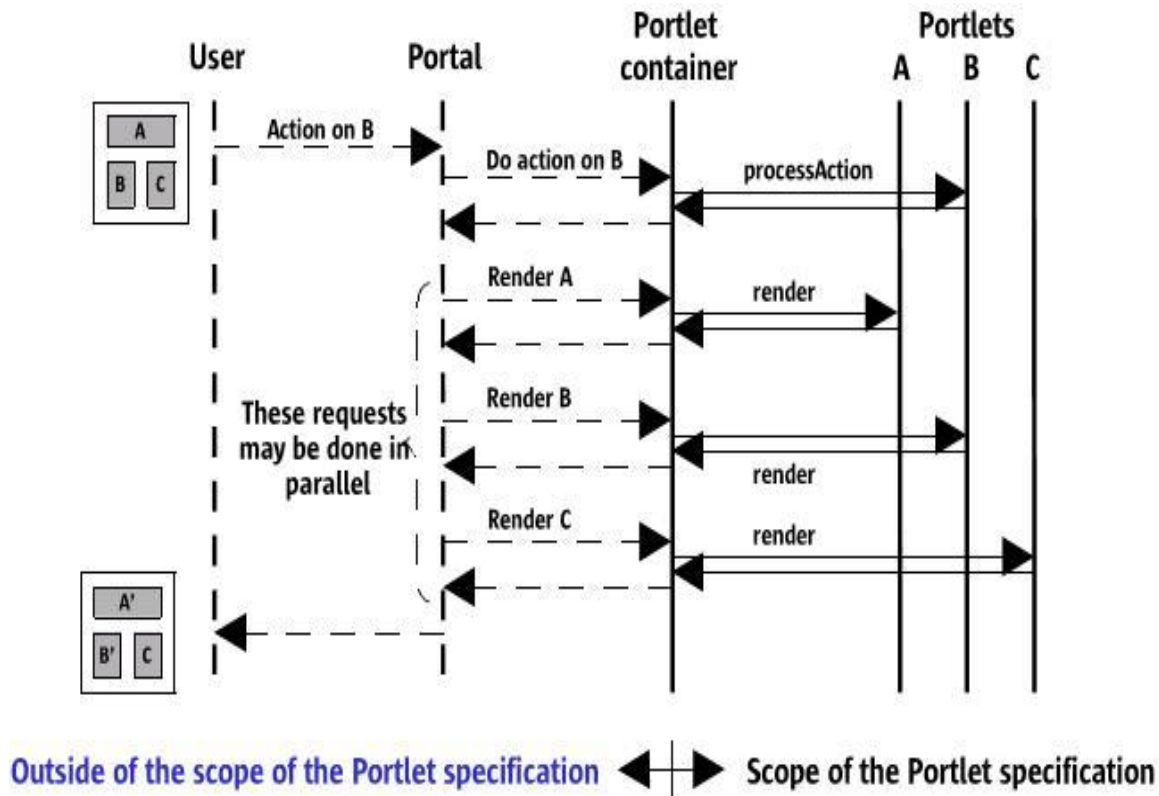 User
Portal
Portlet
container
Portlets
A B C
A
B C
Action on B
Do action on B
processAction
Render A
render
Render B
render
These requests
may be done in
parallel
Render C
render
A'
B' C
Outside of the scope of the Portlet specification
Scope of the Portlet specification